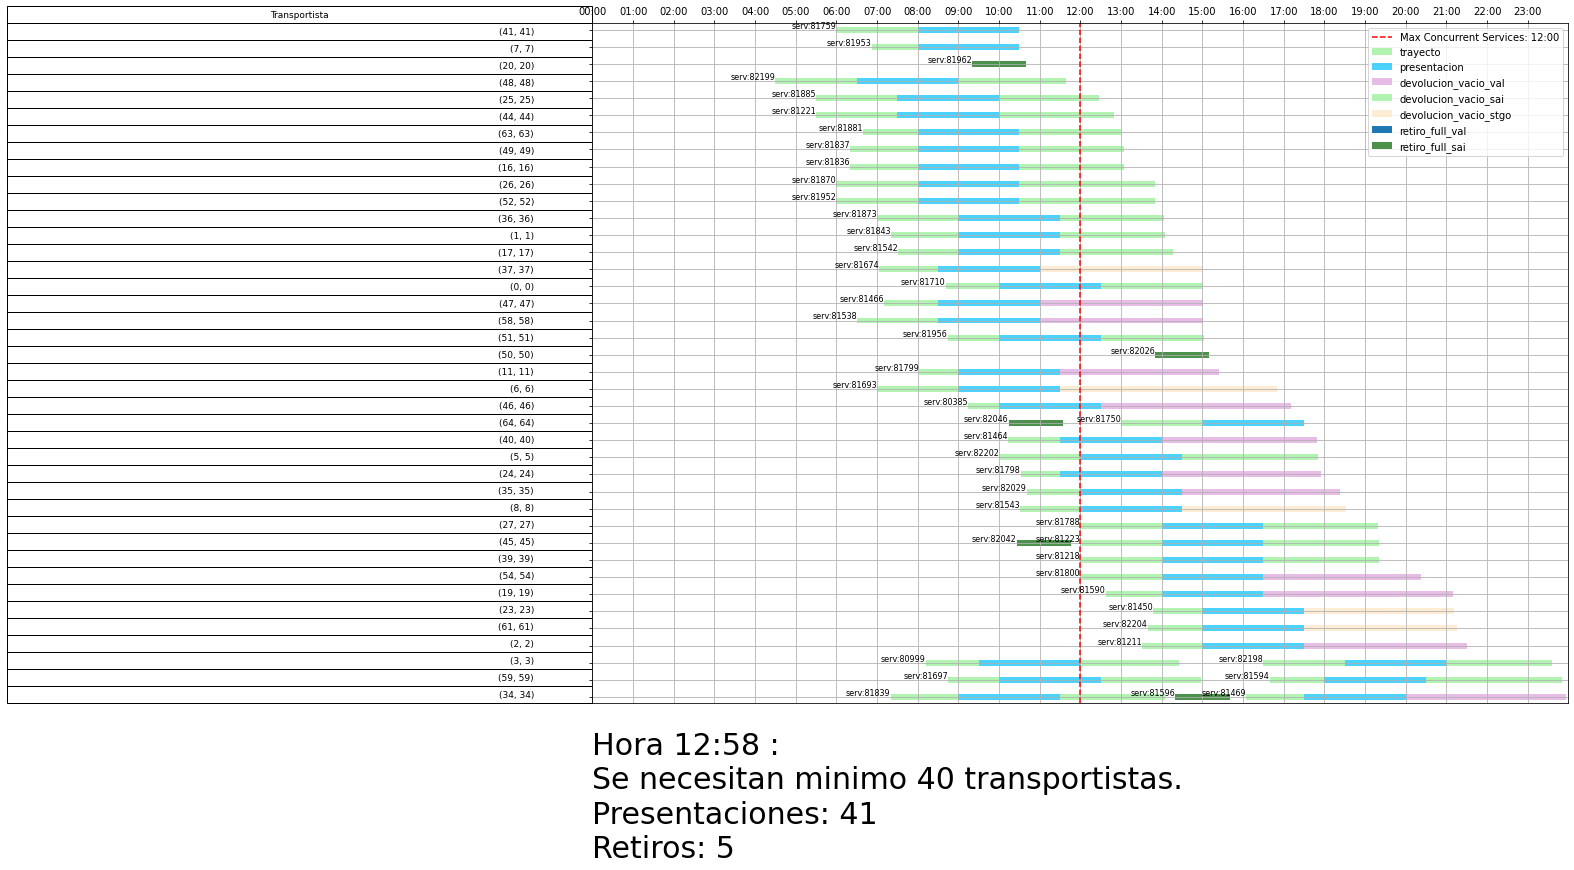 Transportista
00:00 01:00 02:00 03:00 04:00 05:00 06:00 07:00 08:00 09:00 10:00 11:00 12:00 13:00 14:00 15:00 16:00 17:00 18:00 19:00 20:00 21:00 22:00 23:00
Max Concurrent Services: 12:00
trayecto
presentacion
devolucion_vacio_val
devolucion_vacio_sai
devolucion_vacio_stgo
retiro_full_val
retiro_full_sai
(41, 41) serv:81759
(7, 7) serv:81953
(20, 20) serv:81962
(48, 48) serv:82199
(25, 25) serv:81885
(44, 44) serv:81221
(63, 63) serv:81881
(49, 49) serv:81837
(16, 16) serv:81836
(26, 26) serv:81870
(52, 52) serv:81952
(36, 36) serv:81873
(1, 1) serv:81843
(17, 17) serv:81542
(37, 37) serv:81674
(0, 0) serv:81710
(47, 47) serv:81466
(58, 58) serv:81538
(51, 51) serv:81956
(50, 50) serv:82026
(11, 11) serv:81799
(6, 6) serv:81693
(46, 46) serv:80385
(64, 64) serv:82046 serv:81750
(40, 40) serv:81464
(5, 5) serv:82202
(24, 24) serv:81798
(35, 35) serv:82029
(8, 8) serv:81543
(27, 27) serv:81788
(45, 45) serv:82042 serv:81223
(39, 39) serv:81218
(54, 54) serv:81800
(19, 19) serv:81590
(23, 23) serv:81450
(61, 61) serv:82204
(2, 2) serv:81211
(3, 3) serv:80999 serv:82198
(59, 59) serv:81697 serv:81594
(34, 34) serv:81839 serv:81596 serv:81469
Hora 12:58 :
Se necesitan minimo 40 transportistas.
Presentaciones: 41
Retiros: 5